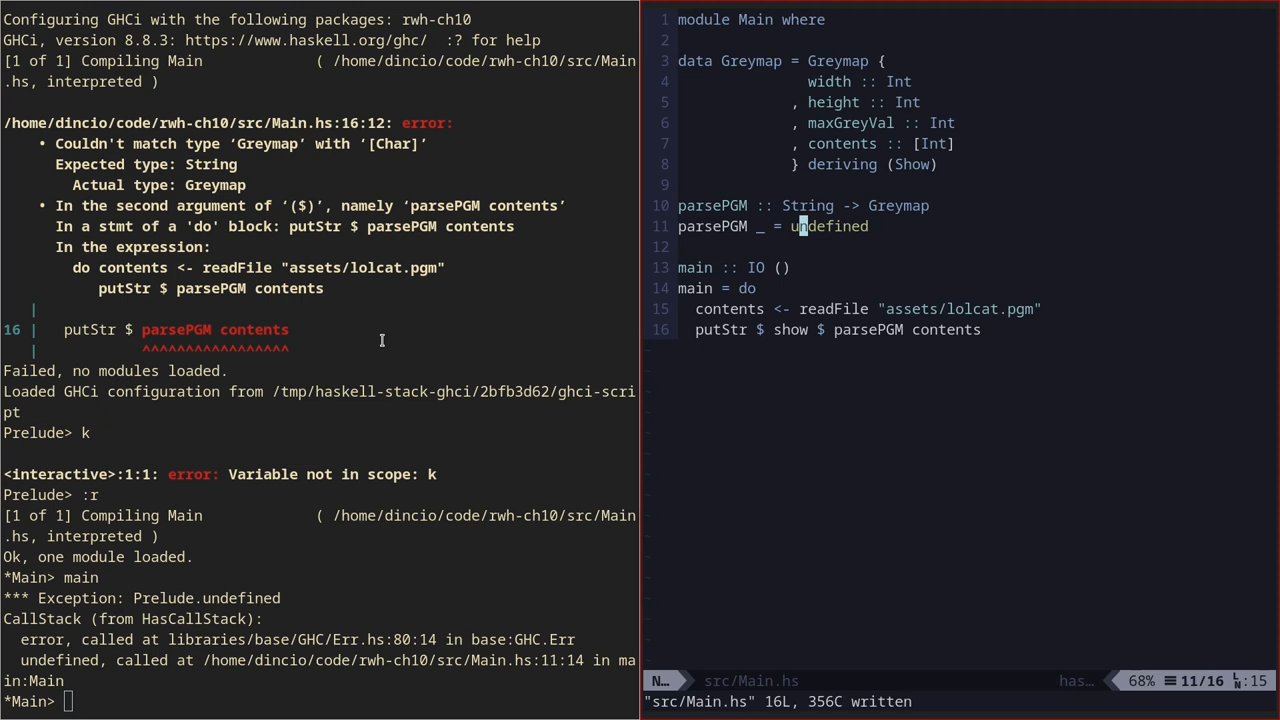 Configuring GHCi with the following packages: rwh-ch10
GHCi, version 8.8.3: https://www.haskell.org/ghc/  :? for help
[1 of 1] Compiling Main             ( /home/dincio/code/rwh-ch10/src/Main
.hs, interpreted )

/home/dincio/code/rwh-ch10/src/Main.hs:16:12: error:
    • Couldn't match type ‘Greymap’ with ‘[Char]’
      Expected type: String
        Actual type: Greymap
    • In the second argument of ‘($)’, namely ‘parsePGM contents’
      In a stmt of a 'do' block: putStr $ parsePGM contents
      In the expression:
        do contents <- readFile "assets/lolcat.pgm"
           putStr $ parsePGM contents
   |
16 |   putStr $ parsePGM contents
   |            ^^^^^^^^^^^^^^^^^
Failed, no modules loaded.
Loaded GHCi configuration from /tmp/haskell-stack-ghci/2bfb3d62/ghci-scri
pt
Prelude> k

<interactive>:1:1: error: Variable not in scope: k
Prelude> :r
[1 of 1] Compiling Main             ( /home/dincio/code/rwh-ch10/src/Main
.hs, interpreted )
Ok, one module loaded.
*Main> main
*** Exception: Prelude.undefined
CallStack (from HasCallStack):
  error, called at libraries/base/GHC/Err.hs:80:14 in base:GHC.Err
  undefined, called at /home/dincio/code/rwh-ch10/src/Main.hs:11:14 in ma
in:Main
*Main>
1 module Main where
2
3 data Greymap = Greymap {
4                width :: Int
5              , height :: Int
6              , maxGreyVal :: Int
7              , contents :: [Int]
8              } deriving (Show)
9
10 parsePGM :: String -> Greymap
11 parsePGM _ = undefined
12
13 main :: IO ()
14 main = do
15   contents <- readFile "assets/lolcat.pgm"
16   putStr $ show $ parsePGM contents
N… src/Main.hs has… 68% ☰ 11/16 LN:15
"src/Main.hs" 16L, 356C written